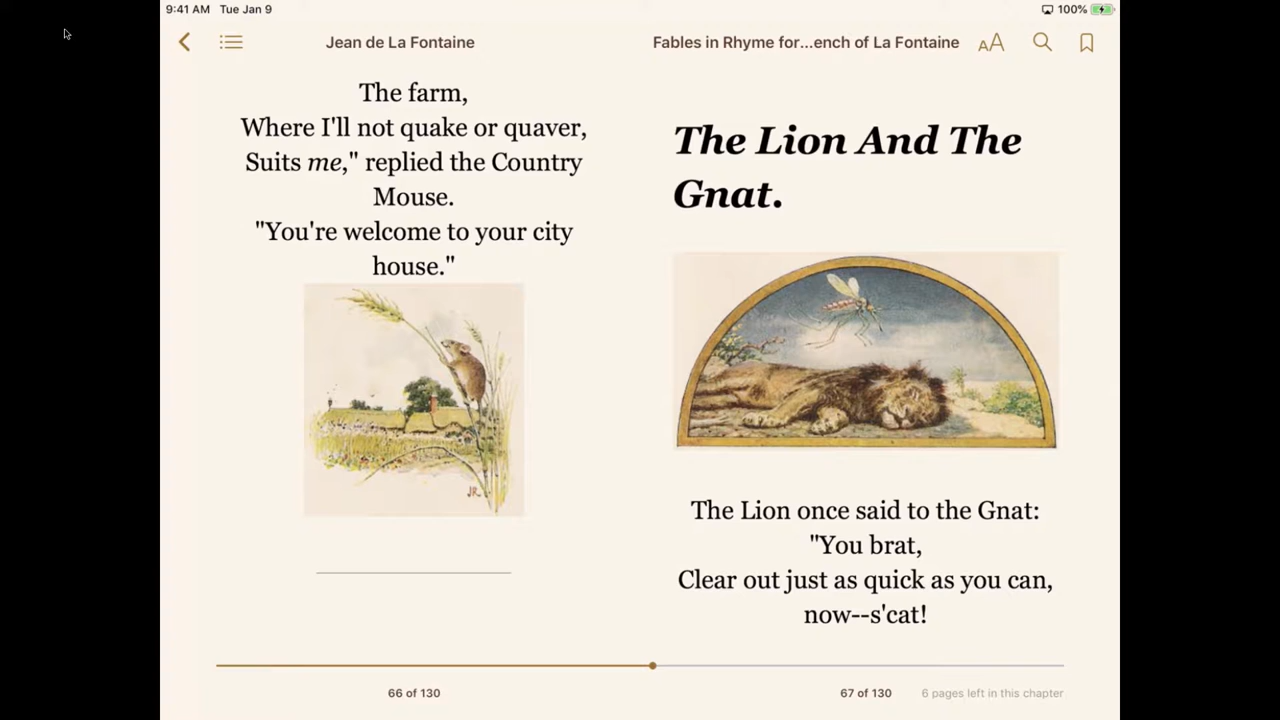 9:41 AM Tue Jan 9
100%
Jean de La Fontaine
Fables in Rhyme for...ench of La Fontaine
AA
The farm,
Where I'll not quake or quaver,
Suits me," replied the Country
Mouse.
"You're welcome to your city
house."
JR
66 of 130
The Lion And The
Gnat.
The Lion once said to the Gnat:
"You brat,
Clear out just as quick as you can,
now--s'cat!
67 of 130
6 pages left in this chapter